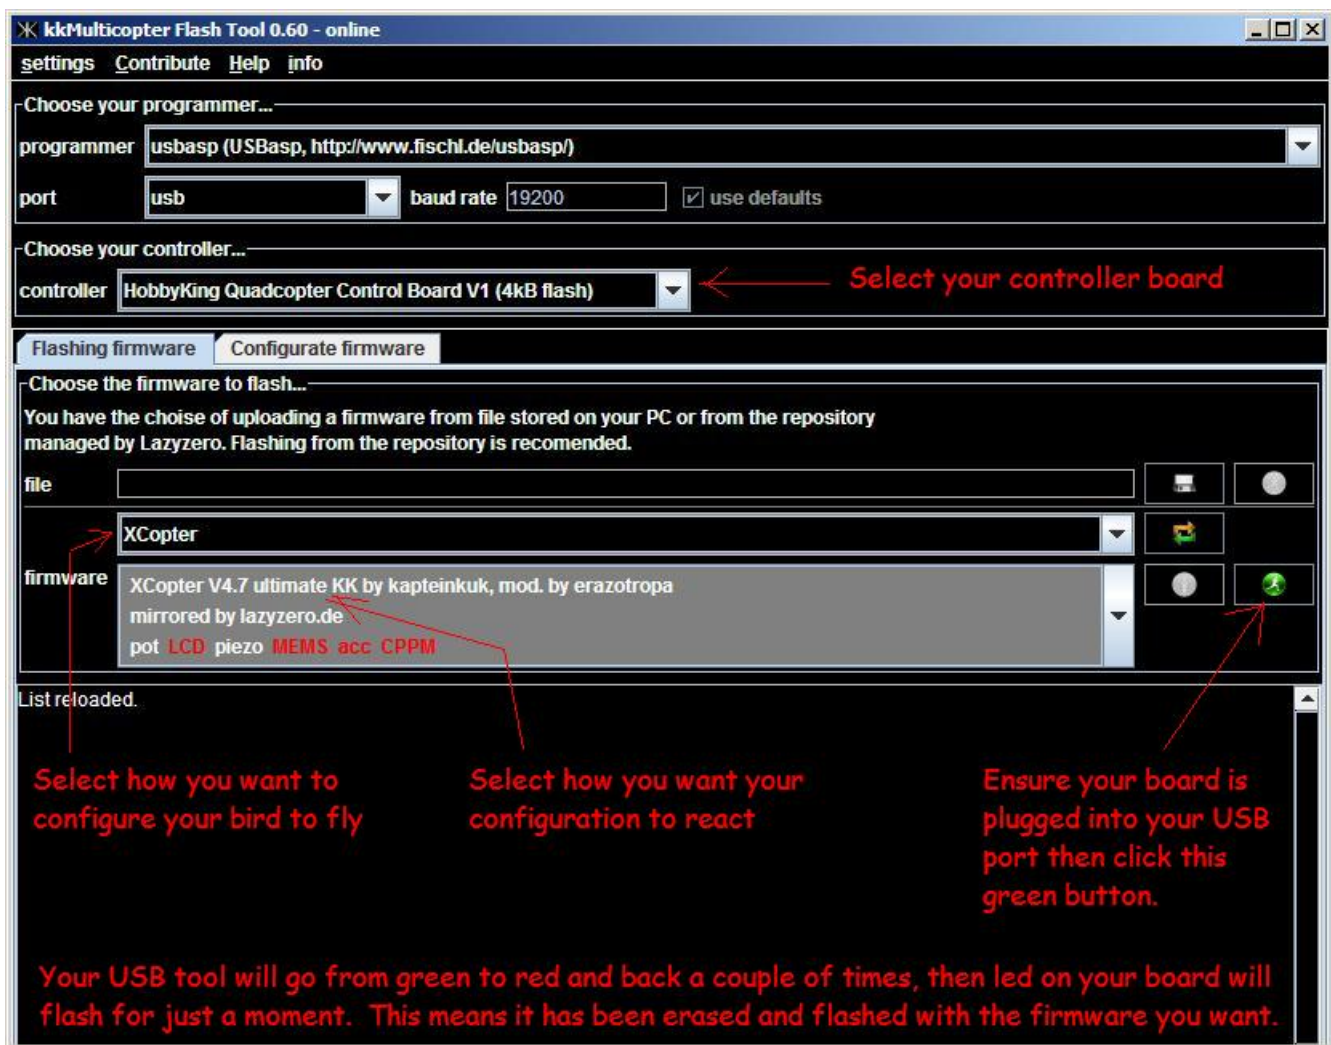 kkMulticopter Flash Tool 0.60 - online
settings Contribute Help info
Choose your programmer...
programmer usbasp (USBasp, http://www.fischl.de/usbasp/)
port usb baud rate 19200 use defaults
Choose your controller...
controller HobbyKing Quadcopter Control Board V1 (4kB flash)
Select your controller board
Flashing firmware Configurate firmware
Choose the firmware to flash...
You have the choise of uploading a firmware from file stored on your PC or from the repository
managed by Lazyzero. Flashing from the repository is recomended.
file
XCopter
firmware
XCopter V4.7 ultimate KK by kapteinkuk, mod. by erazotropa
mirrored by lazyzero.de
pot LCD piezo MEMS acc CPPM
List reloaded.
Select how you want to
configure your bird to fly
Select how you want your
configuration to react
Ensure your board is
plugged into your USB
port then click this
green button.
Your USB tool will go from green to red and back a couple of times, then led on your board will
flash for just a moment. This means it has been erased and flashed with the firmware you want.